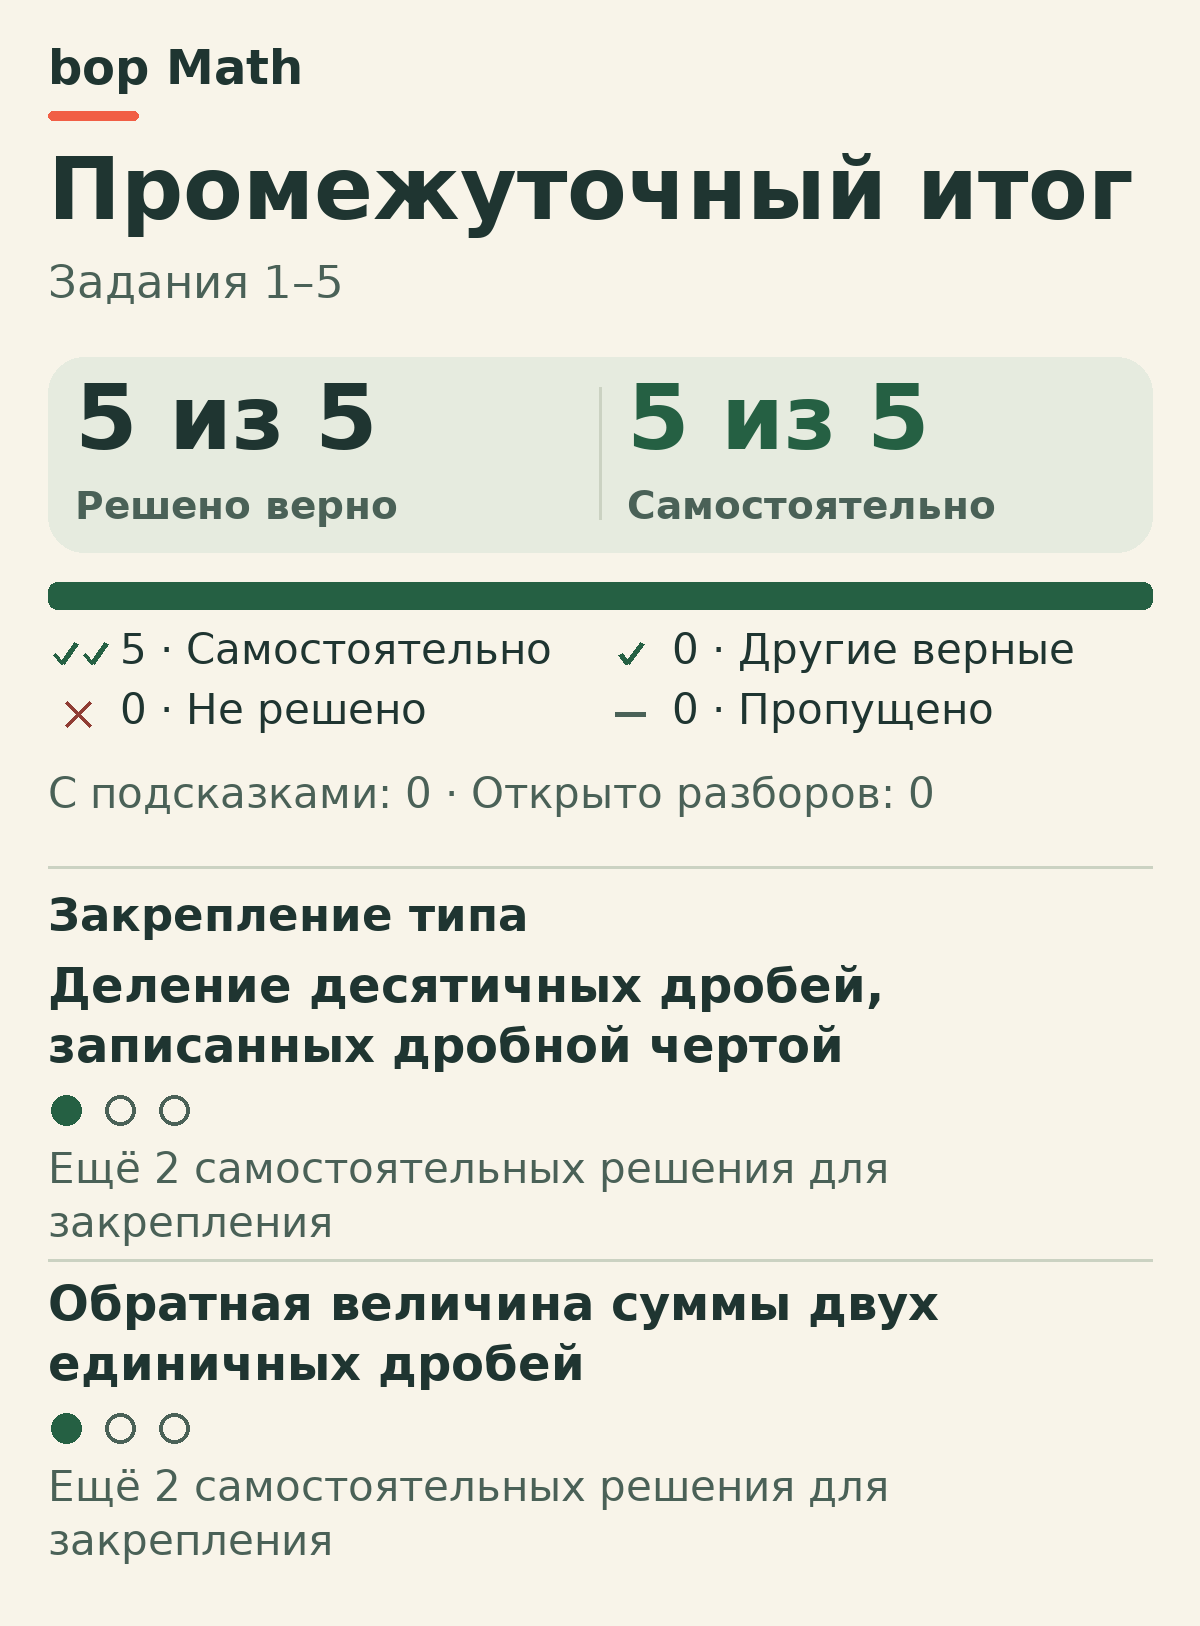 bop Math
Промежуточный итог
Задания 1–5
5 из 5
Решено верно
5 из 5
Самостоятельно
5 · Самостоятельно
0 · Другие верные
0 · Не решено
0 · Пропущено
С подсказками: 0 · Открыто разборов: 0
Закрепление типа
Деление десятичных дробей,
записанных дробной чертой
Ещё 2 самостоятельных решения для
закрепления
Обратная величина суммы двух
единичных дробей
Ещё 2 самостоятельных решения для
закрепления